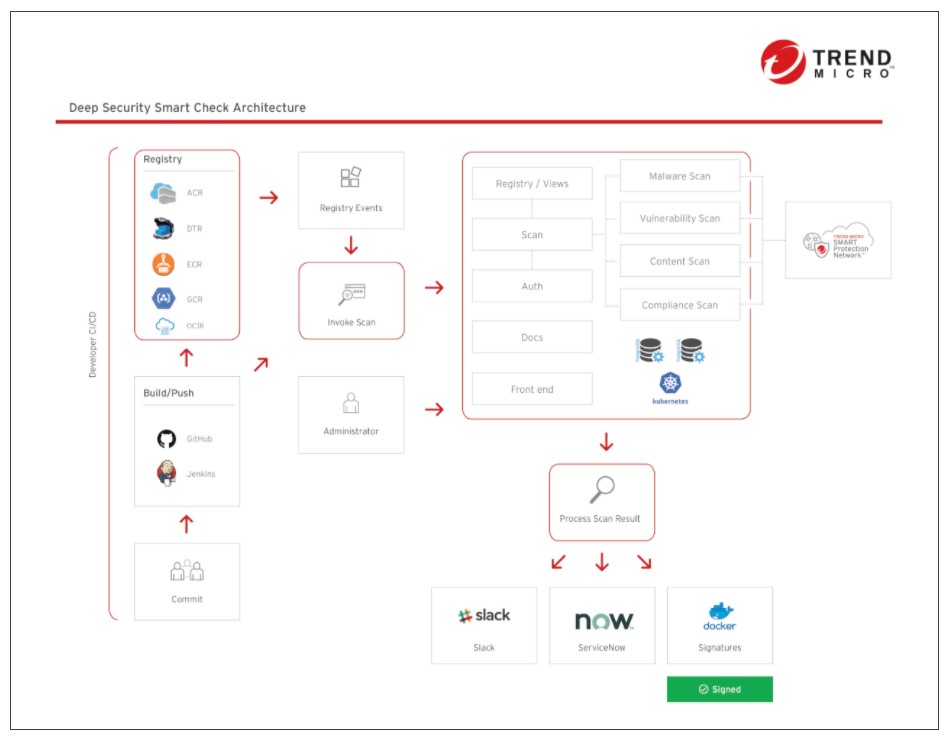 TREND
MICRO™
Deep Security Smart Check Architecture
Developer CI/CD
Registry
ACR
DTR
ECR
GCR
OCIR
Build/Push
GitHub
Jenkins
Commit
Registry Events
Invoke Scan
Administrator
Registry / Views
Scan
Auth
Docs
Front end
Malware Scan
Vulnerability Scan
Content Scan
Compliance Scan
kubernetes
TREND MICRO
SMART
Protection
Network™
Process Scan Result
slack
Slack
now
ServiceNow
docker
Signatures
Signed